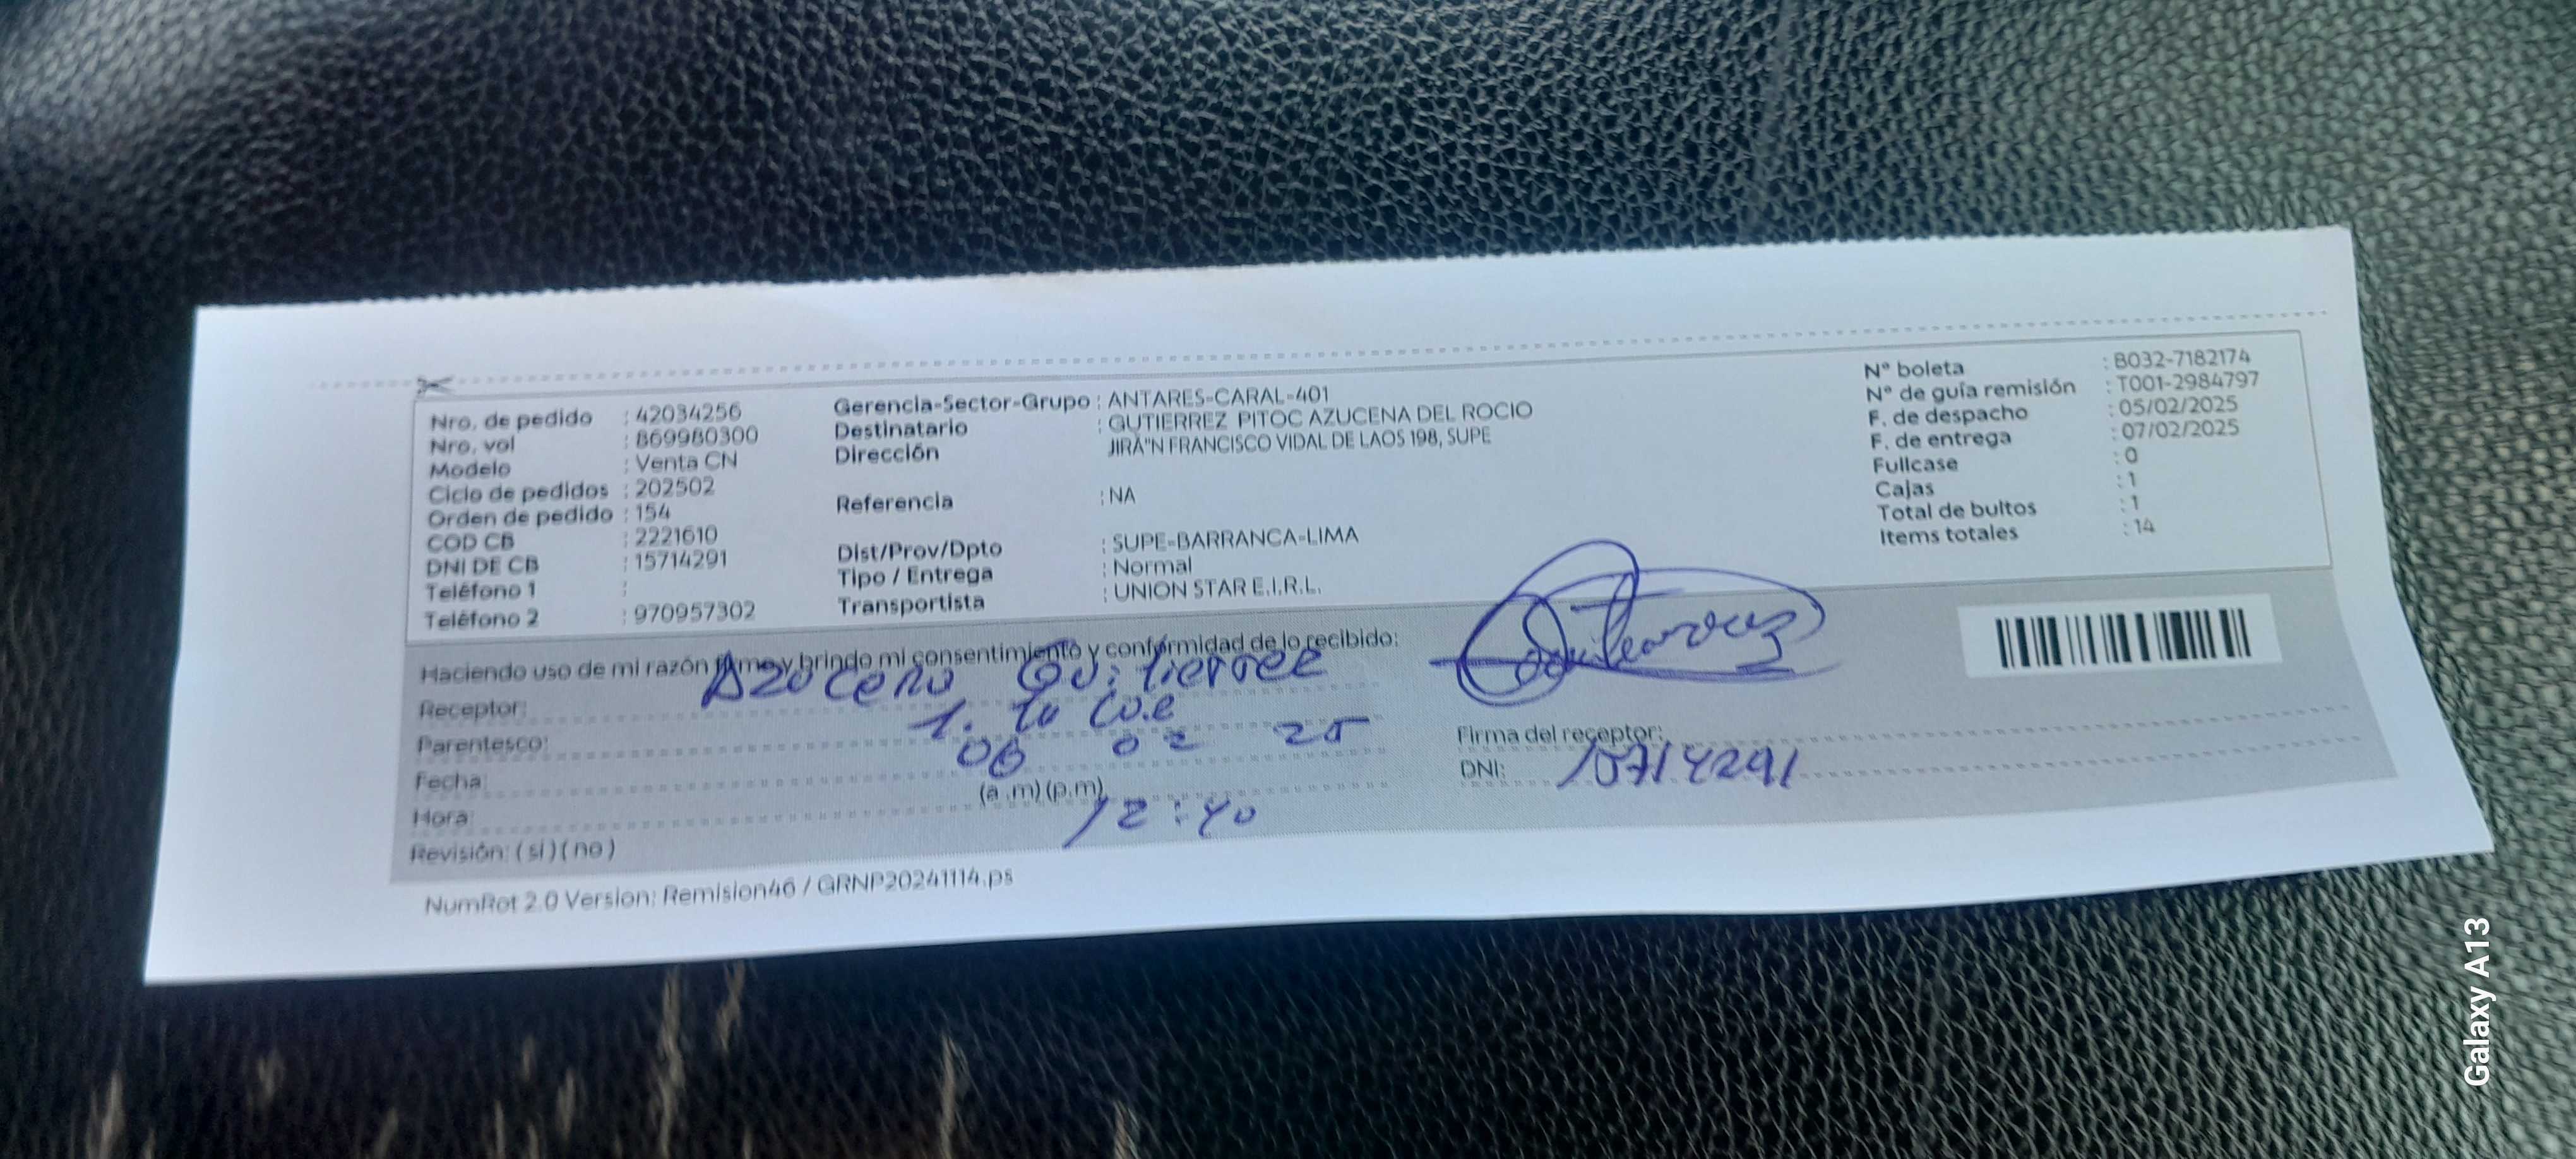 Nro. de pedido : 42034256
Nro. vol : 869980300
Modelo : Venta CN
Ciclo de pedidos : 202502
Orden de pedido : 154
COD CB : 2221610
DNI DE CB : 15714291
Teléfono 1 :
Teléfono 2 : 970957302
Gerencia-Sector-Grupo : ANTARES-CARAL-401
Destinatario : GUTIERREZ PITOC AZUCENA DEL ROCIO
Dirección JIRÃ"N FRANCISCO VIDAL DE LAOS 198, SUPE
Referencia : NA
Dist/Prov/Dpto : SUPE-BARRANCA-LIMA
Tipo / Entrega : Normal
Transportista : UNION STAR E.I.R.L.
N° boleta : B032-7182174
N° de guía remisión : T001-2984797
F. de despacho : 05/02/2025
F. de entrega : 07/02/2025
Fullcase : 0
Cajas : 1
Total de bultos : 1
Items totales : 14
Haciendo uso de mi razón firmo y brindo mi consentimiento y conformidad de lo recibido:
Receptor: Azucena Gutierrez
Parentesco:
Fecha: 06 02 25
Hora: (a.m)(p.m) 12:40
Revisión: (si)(no)
Firma del receptor:
DNI: 15714291
NumRot 2.0 Version: Remision46 / GRNP20241114.ps
Galaxy A13